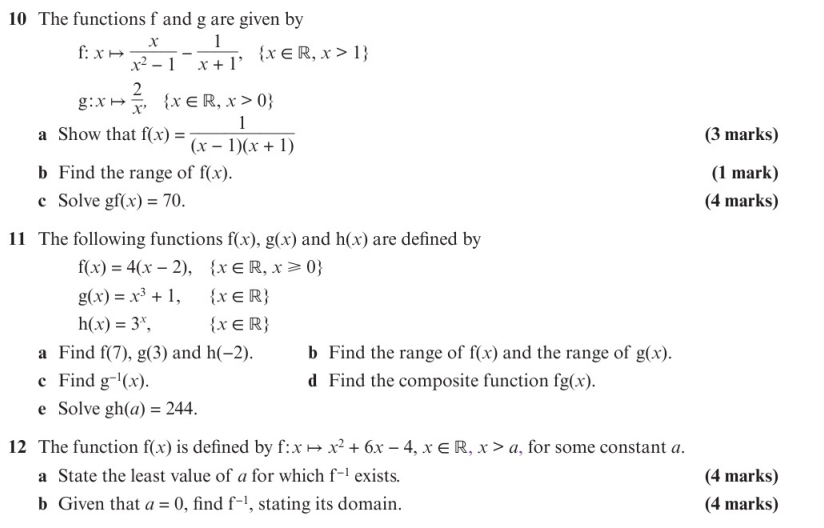 10 The functions f and g are given by
f: x ↦ x/(x² − 1) − 1/(x + 1), {x ∈ ℝ, x > 1}
g:x ↦ 2/x, {x ∈ ℝ, x > 0}
a Show that f(x) = 1/((x − 1)(x + 1)) (3 marks)
b Find the range of f(x). (1 mark)
c Solve gf(x) = 70. (4 marks)
11 The following functions f(x), g(x) and h(x) are defined by
f(x) = 4(x − 2), {x ∈ ℝ, x ⩾ 0}
g(x) = x³ + 1, {x ∈ ℝ}
h(x) = 3ˣ, {x ∈ ℝ}
a Find f(7), g(3) and h(−2). b Find the range of f(x) and the range of g(x).
c Find g⁻¹(x). d Find the composite function fg(x).
e Solve gh(a) = 244.
12 The function f(x) is defined by f:x ↦ x² + 6x − 4, x ∈ ℝ, x > a, for some constant a.
a State the least value of a for which f⁻¹ exists. (4 marks)
b Given that a = 0, find f⁻¹, stating its domain. (4 marks)